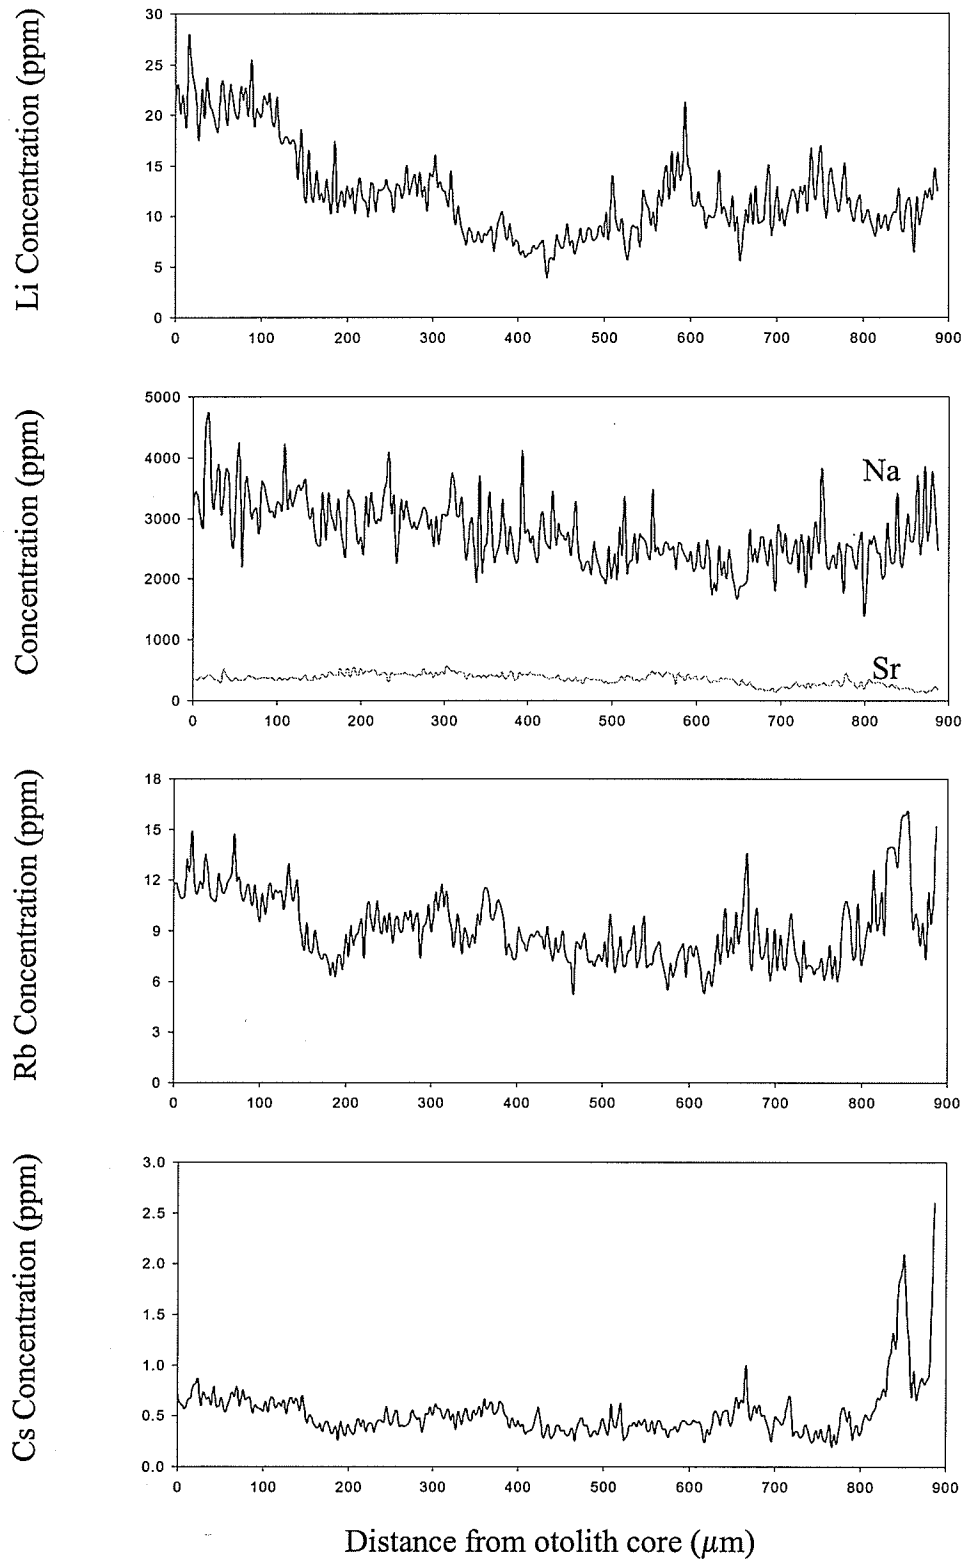 Li Concentration (ppm)
30
25
20
15
10
5
0
0 100 200 300 400 500 600 700 800 900
Concentration (ppm)
5000
4000
3000
2000
1000
0
Na
Sr
0 100 200 300 400 500 600 700 800 900
Rb Concentration (ppm)
18
15
12
9
6
3
0
0 100 200 300 400 500 600 700 800 900
Cs Concentration (ppm)
3.0
2.5
2.0
1.5
1.0
0.5
0.0
0 100 200 300 400 500 600 700 800 900
Distance from otolith core (μm)